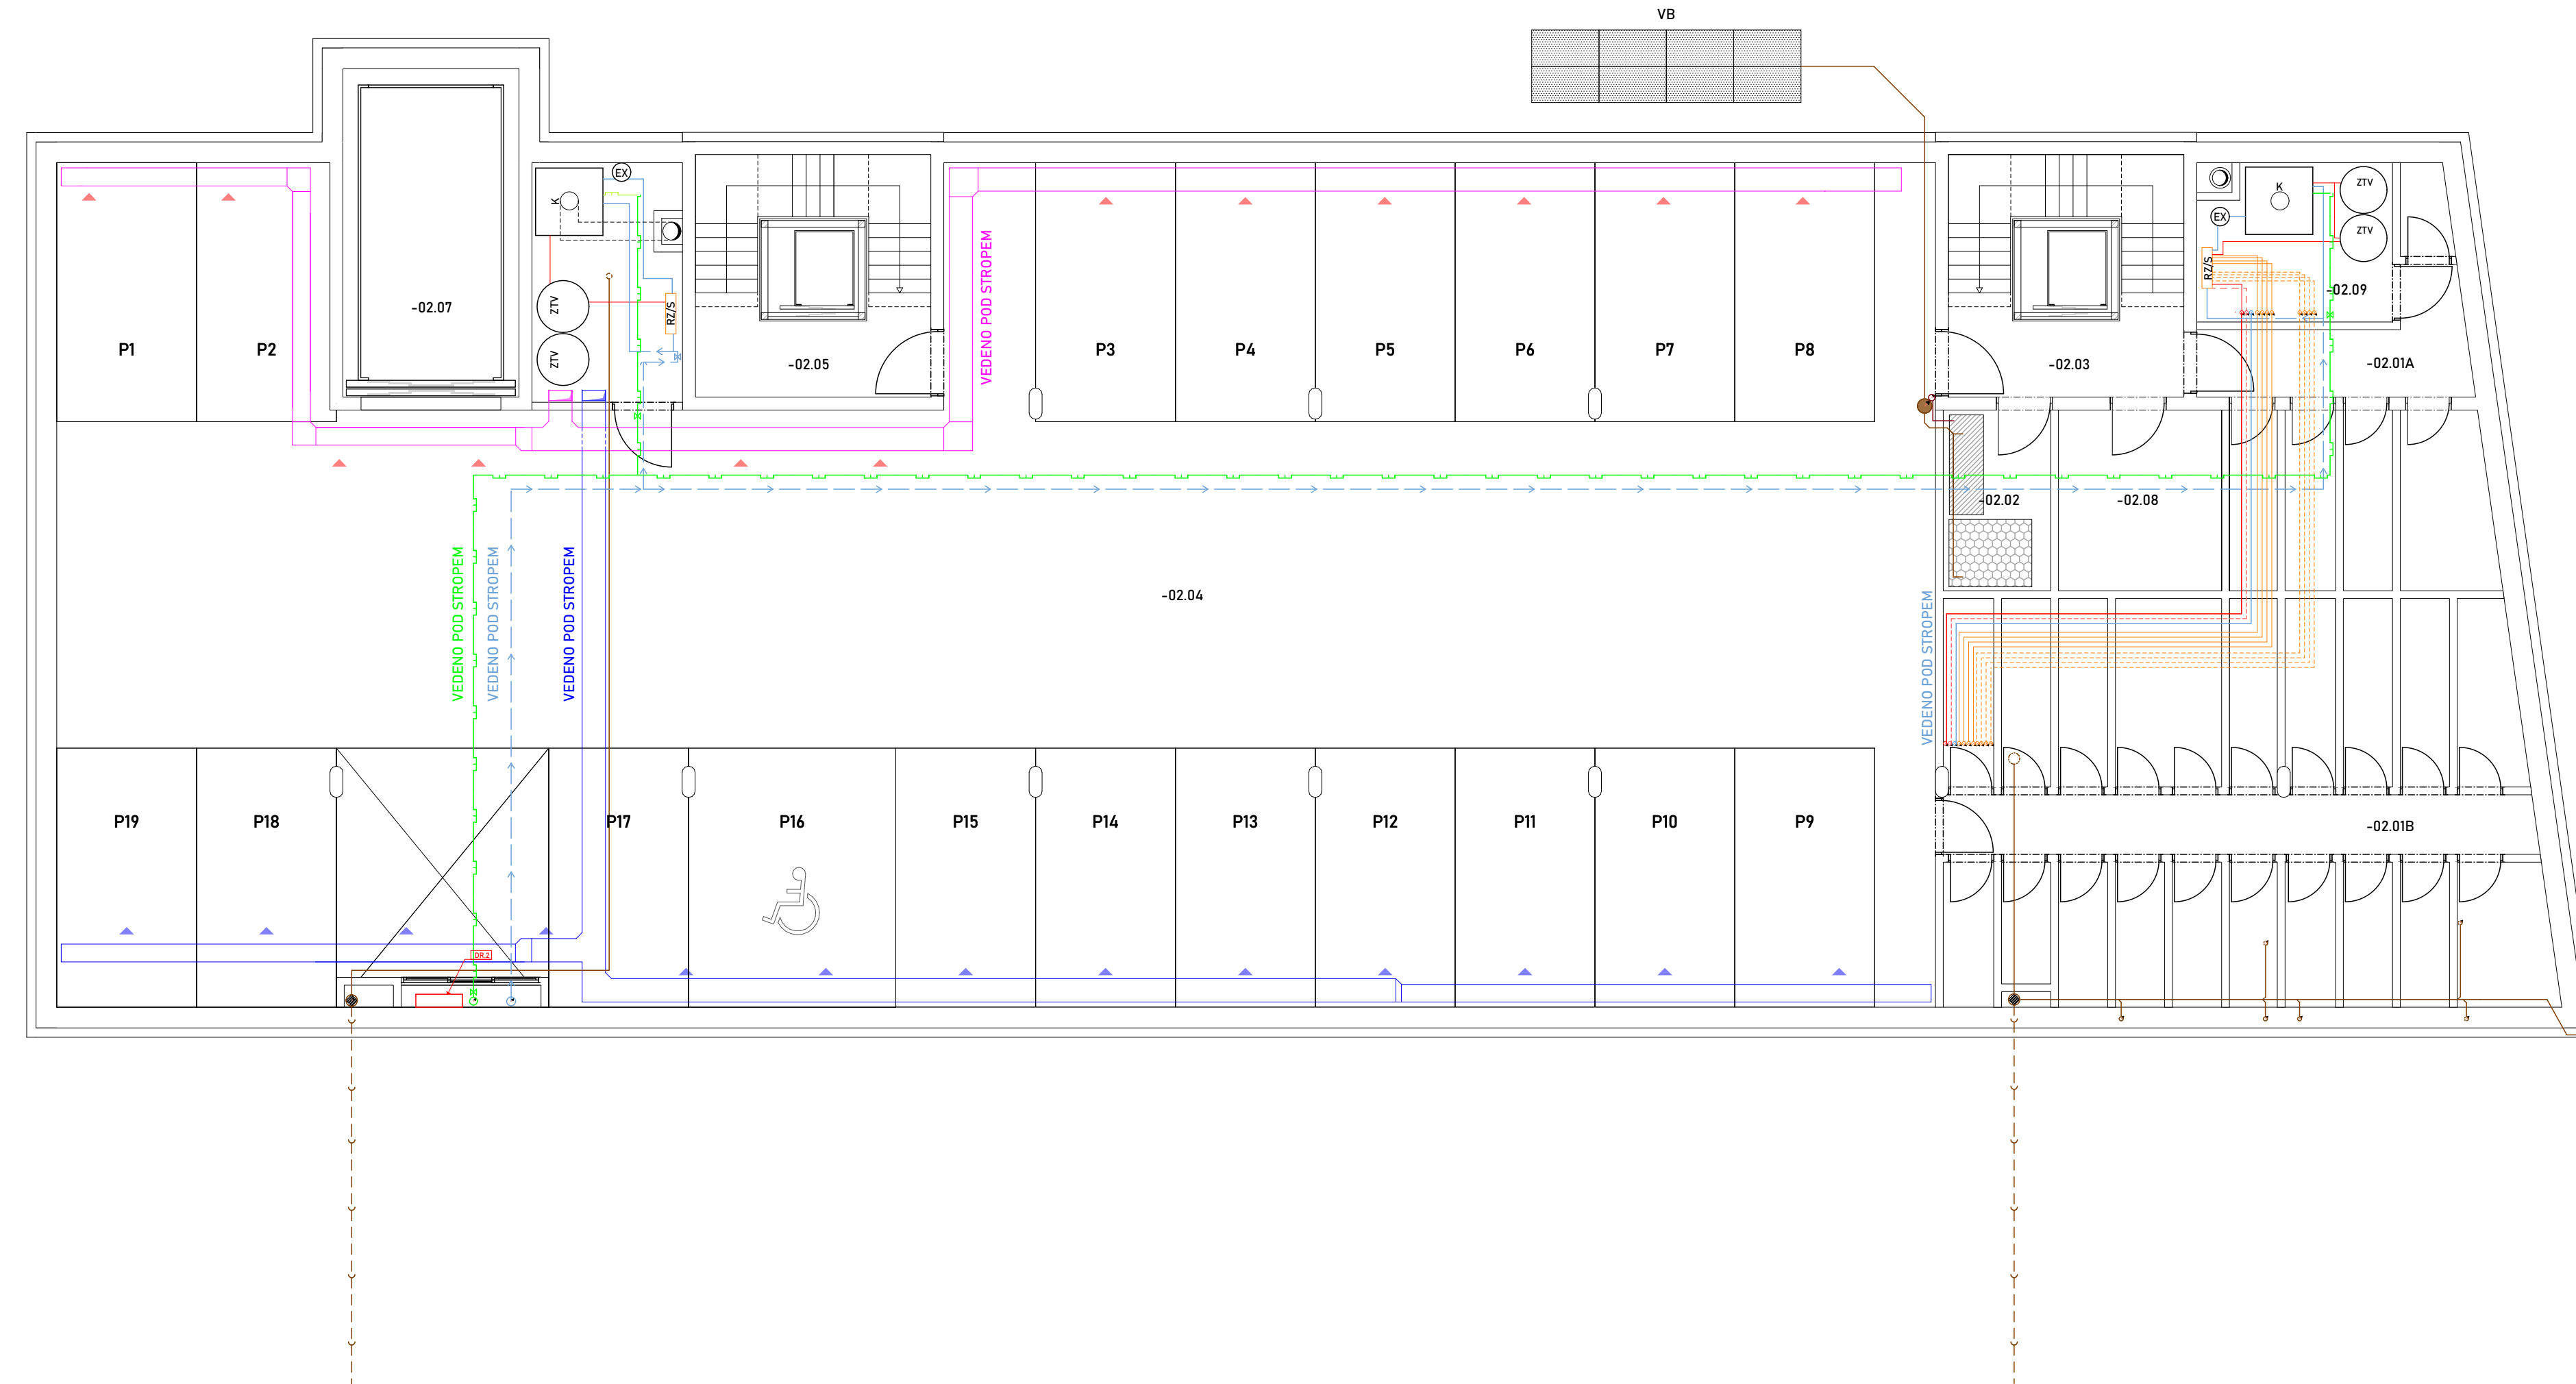 VB
EX
K
K
ZTV
EX
ZTV
VEDENO POD STROPEM
RZ/S
-02.09
ZTV
RZ/S
-02.07
P1
P2
ZTV
-02.05
P3
P4
P5
P6
P7
P8
-02.03
-02.01A
-02.02
-02.08
VEDENO POD STROPEM
VEDENO POD STROPEM
VEDENO POD STROPEM
-02.04
VEDENO POD STROPEM
P19
P18
P17
P16
P15
P14
P13
P12
P11
P10
P9
-02.01B
DR.2